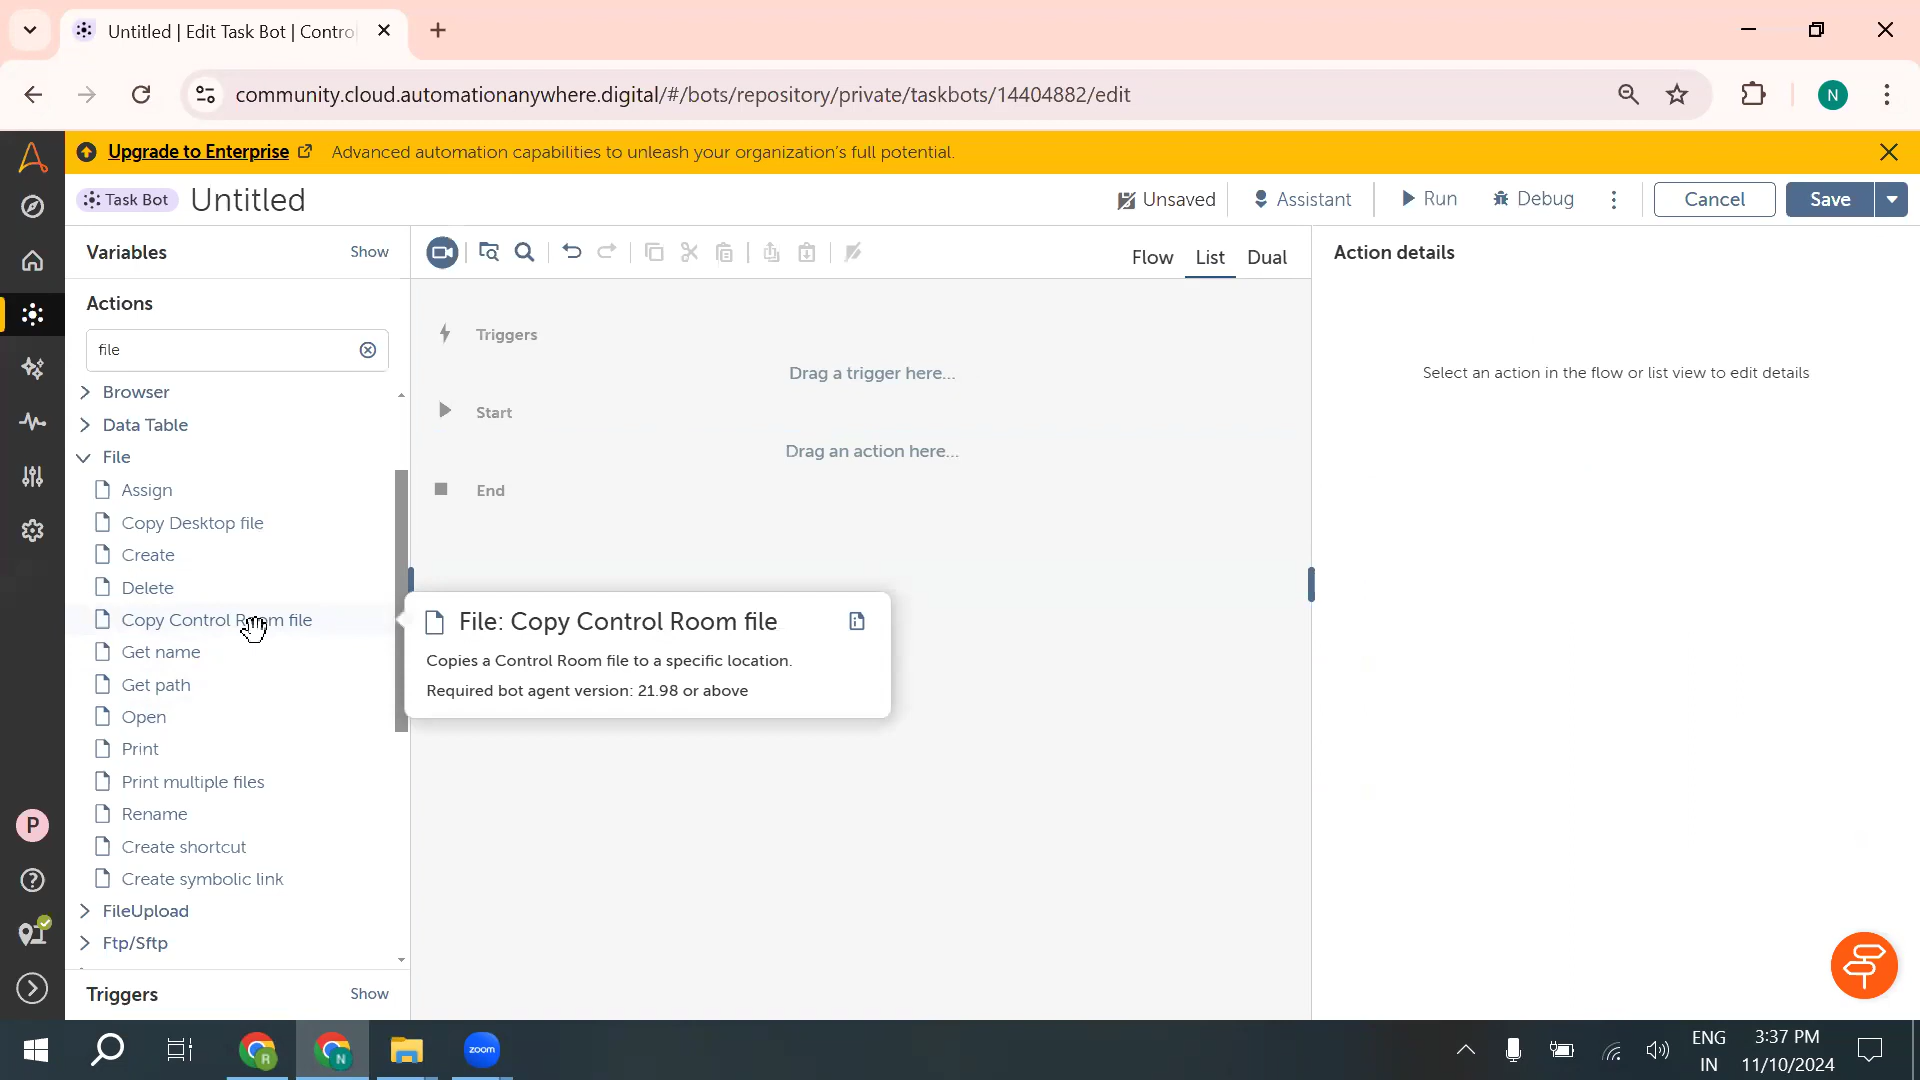 Untitled | Edit Task Bot | Contro
community.cloud.automationanywhere.digital/#/bots/repository/private/taskbots/14404882/edit
N
Upgrade to Enterprise
Advanced automation capabilities to unleash your organization's full potential.
Task Bot
Untitled
Unsaved
Assistant
Run
Debug
Cancel
Save
Variables
Show
Flow
List
Dual
Action details
Actions
file
Browser
Data Table
File
Assign
Copy Desktop file
Create
Delete
Copy Control Room file
Get name
Get path
Open
Print
Print multiple files
Rename
Create shortcut
Create symbolic link
FileUpload
Ftp/Sftp
Triggers
Show
Triggers
Drag a trigger here...
Start
Drag an action here...
End
File: Copy Control Room file
Copies a Control Room file to a specific location.
Required bot agent version: 21.98 or above
Select an action in the flow or list view to edit details
P
R
N
zoom
ENG
IN
3:37 PM
11/10/2024